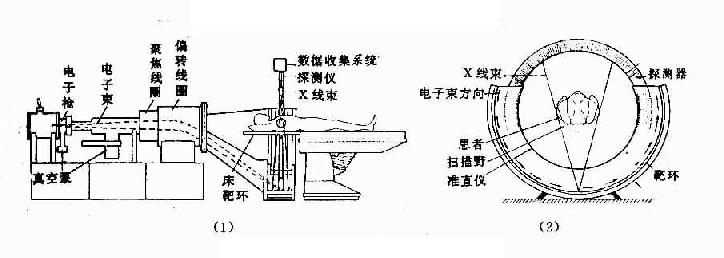 电子枪
电子束
聚焦线圈
偏转线圈
数据收集系统
探测仪
X线束
真空泵
床
靶环
(1)
X线束
探测器
电子束方向
患者
扫描野
准直仪
靶环
(2)